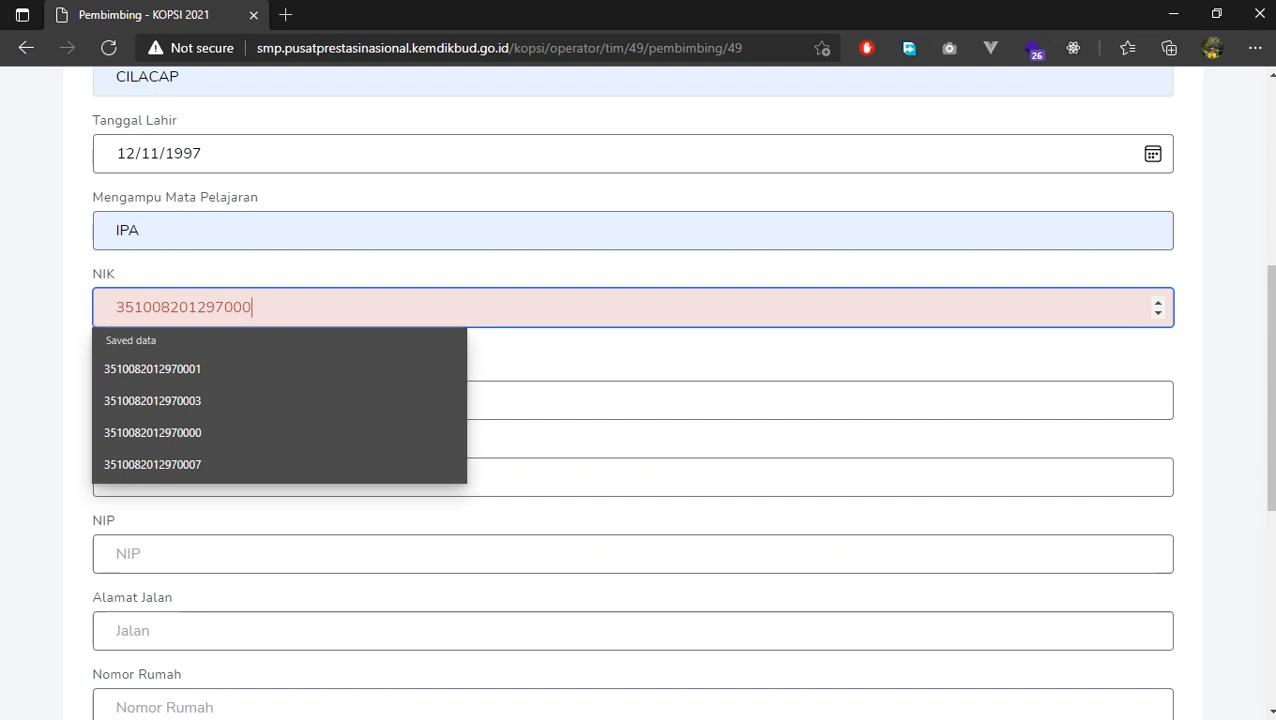 Pembimbing - KOPSI 2021
Not secure
smp.pusatprestasinasional.kemdikbud.go.id/kopsi/operator/tim/49/pembimbing/49
26
CILACAP
Tanggal Lahir
12/11/1997
Mengampu Mata Pelajaran
IPA
NIK
351008201297000
Saved data
3510082012970001
3510082012970003
3510082012970000
3510082012970007
NIP
NIP
Alamat Jalan
Jalan
Nomor Rumah
Nomor Rumah